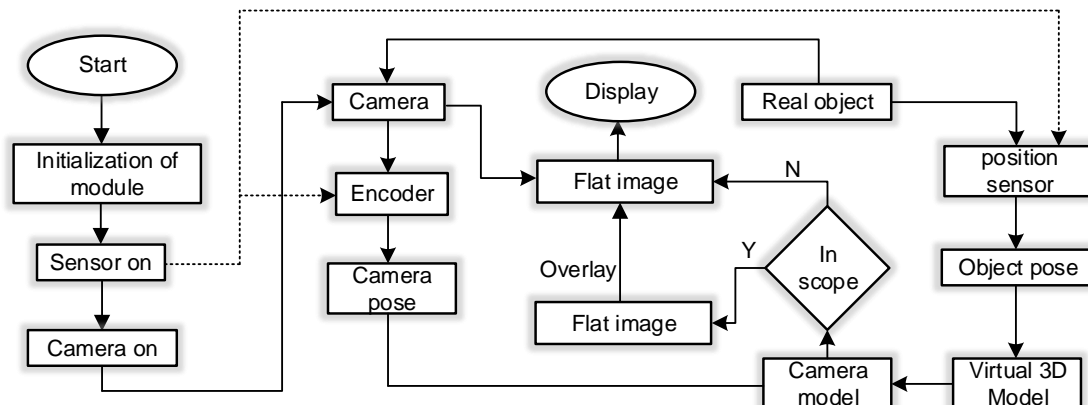 Start
Initialization of
module
Sensor on
Camera on
Camera
Encoder
Camera
pose
Display
Flat image
Overlay
Flat image
Real object
N
Y
In
scope
Camera
model
position
sensor
Object pose
Virtual 3D
Model